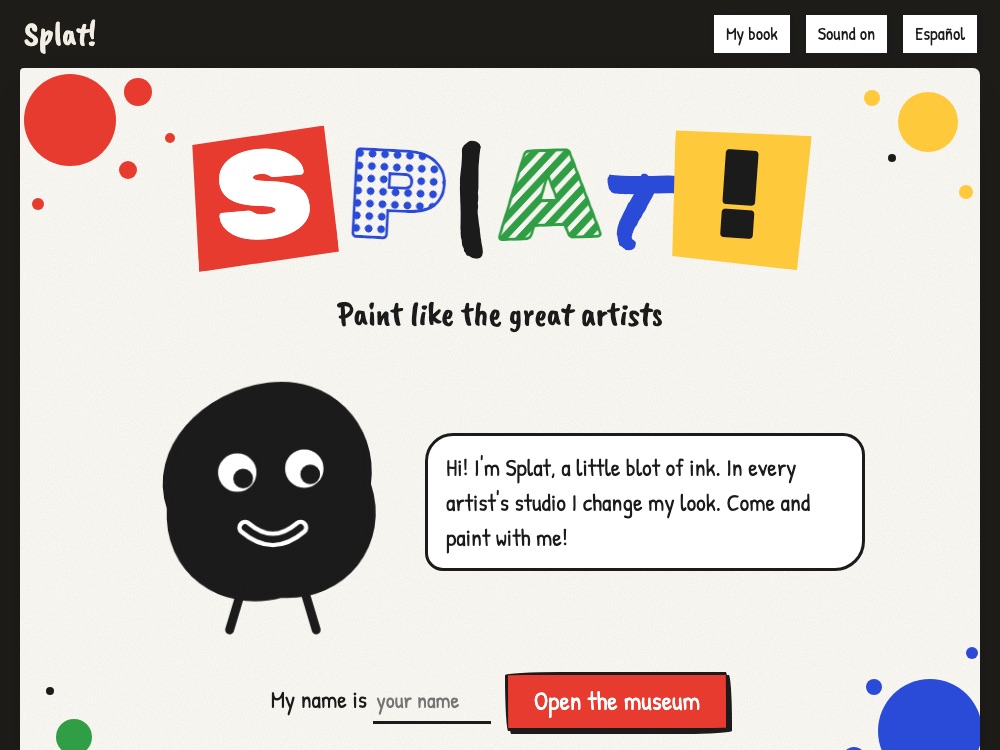 Splat!
My book
Sound on
Español
SPlAT!
Paint like the great artists
Hi! I'm Splat, a little blot of ink. In every
artist's studio I change my look. Come and
paint with me!
My name is your name
Open the museum